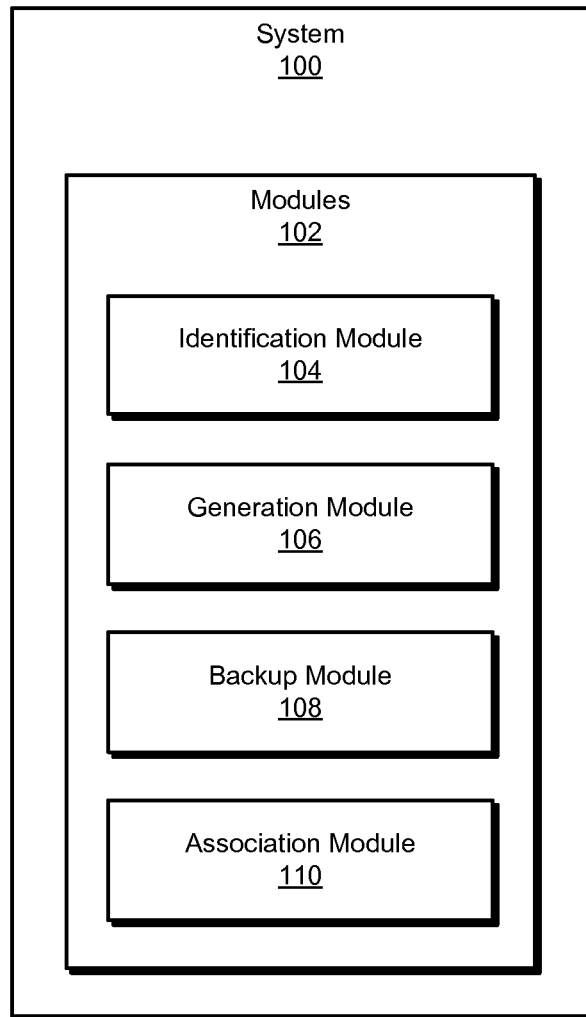 System
100
Modules
102
Identification Module
104
Generation Module
106
Backup Module
108
Association Module
110